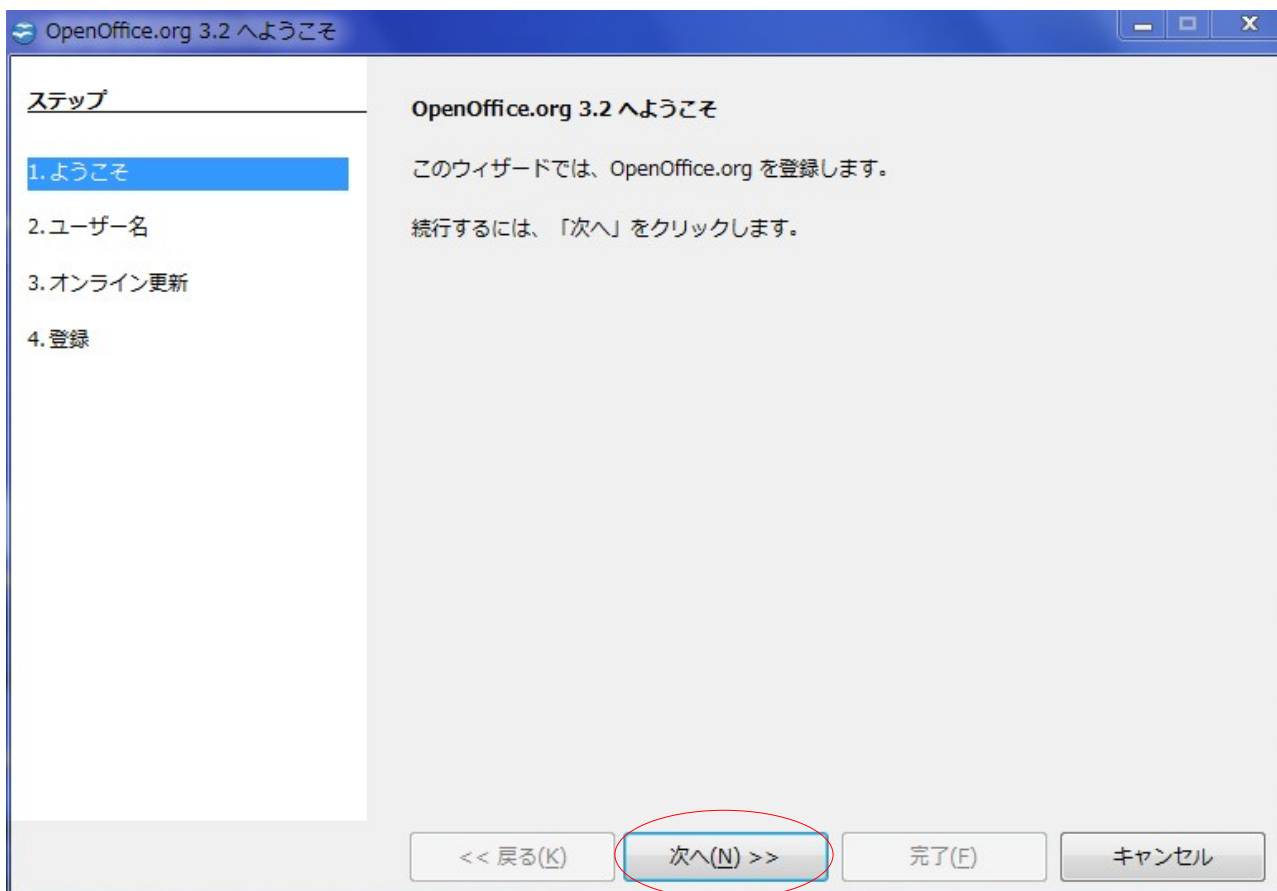 OpenOffice.org 3.2 へようこそ
ステップ
1. ようこそ
2. ユーザー名
3. オンライン更新
4. 登録
OpenOffice.org 3.2 へようこそ
このウィザードでは、OpenOffice.org を登録します。
続行するには、「次へ」をクリックします。
<< 戻る(K) 次へ(N) >> 完了(F) キャンセル